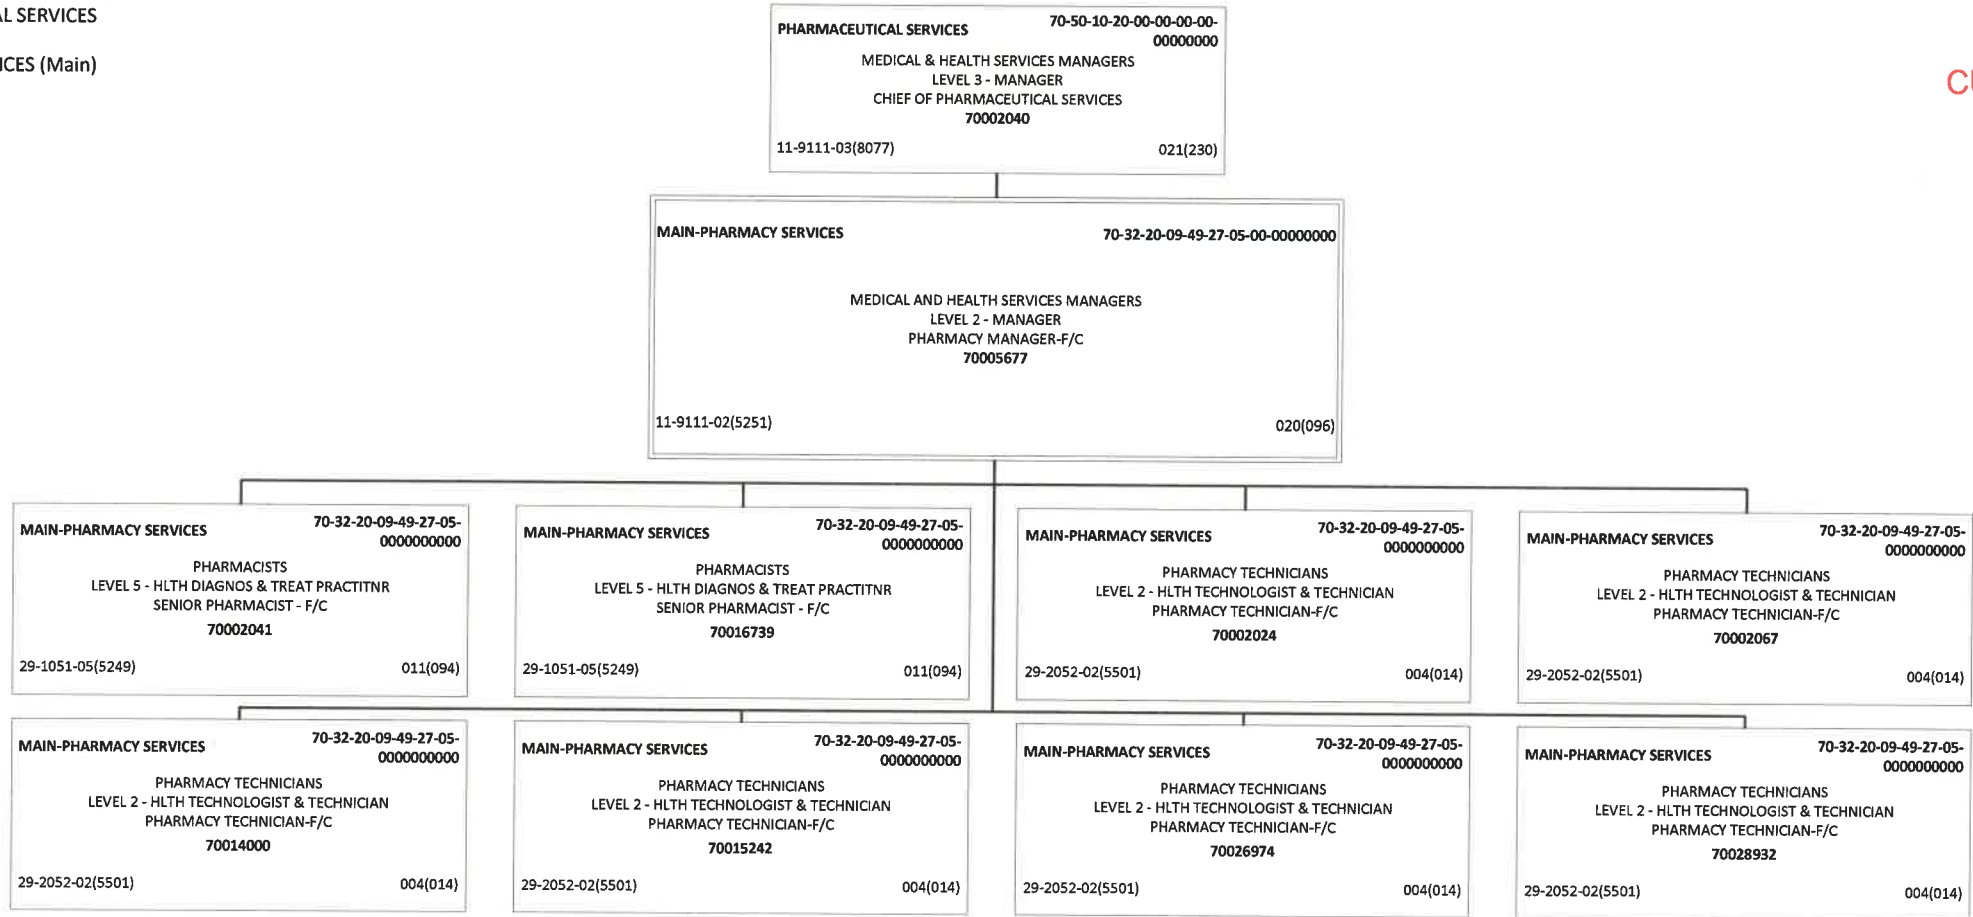 AL SERVICES
ICES (Main)
CU
PHARMACEUTICAL SERVICES 70-50-10-20-00-00-00-00-
00000000
MEDICAL & HEALTH SERVICES MANAGERS
LEVEL 3 - MANAGER
CHIEF OF PHARMACEUTICAL SERVICES
70002040
11-9111-03(8077) 021(230)
MAIN-PHARMACY SERVICES 70-32-20-09-49-27-05-00-00000000
MEDICAL AND HEALTH SERVICES MANAGERS
LEVEL 2 - MANAGER
PHARMACY MANAGER-F/C
70005677
11-9111-02(5251) 020(096)
MAIN-PHARMACY SERVICES 70-32-20-09-49-27-05-
0000000000
PHARMACISTS
LEVEL 5 - HLTH DIAGNOS & TREAT PRACTITNR
SENIOR PHARMACIST - F/C
70002041
29-1051-05(5249) 011(094)
MAIN-PHARMACY SERVICES 70-32-20-09-49-27-05-
0000000000
PHARMACISTS
LEVEL 5 - HLTH DIAGNOS & TREAT PRACTITNR
SENIOR PHARMACIST - F/C
70016739
29-1051-05(5249) 011(094)
MAIN-PHARMACY SERVICES 70-32-20-09-49-27-05-
0000000000
PHARMACY TECHNICIANS
LEVEL 2 - HLTH TECHNOLOGIST & TECHNICIAN
PHARMACY TECHNICIAN-F/C
70002024
29-2052-02(5501) 004(014)
MAIN-PHARMACY SERVICES 70-32-20-09-49-27-05-
0000000000
PHARMACY TECHNICIANS
LEVEL 2 - HLTH TECHNOLOGIST & TECHNICIAN
PHARMACY TECHNICIAN-F/C
70002067
29-2052-02(5501) 004(014)
MAIN-PHARMACY SERVICES 70-32-20-09-49-27-05-
0000000000
PHARMACY TECHNICIANS
LEVEL 2 - HLTH TECHNOLOGIST & TECHNICIAN
PHARMACY TECHNICIAN-F/C
70014000
29-2052-02(5501) 004(014)
MAIN-PHARMACY SERVICES 70-32-20-09-49-27-05-
0000000000
PHARMACY TECHNICIANS
LEVEL 2 - HLTH TECHNOLOGIST & TECHNICIAN
PHARMACY TECHNICIAN-F/C
70015242
29-2052-02(5501) 004(014)
MAIN-PHARMACY SERVICES 70-32-20-09-49-27-05-
0000000000
PHARMACY TECHNICIANS
LEVEL 2 - HLTH TECHNOLOGIST & TECHNICIAN
PHARMACY TECHNICIAN-F/C
70026974
29-2052-02(5501) 004(014)
MAIN-PHARMACY SERVICES 70-32-20-09-49-27-05-
0000000000
PHARMACY TECHNICIANS
LEVEL 2 - HLTH TECHNOLOGIST & TECHNICIAN
PHARMACY TECHNICIAN-F/C
70028932
29-2052-02(5501) 004(014)